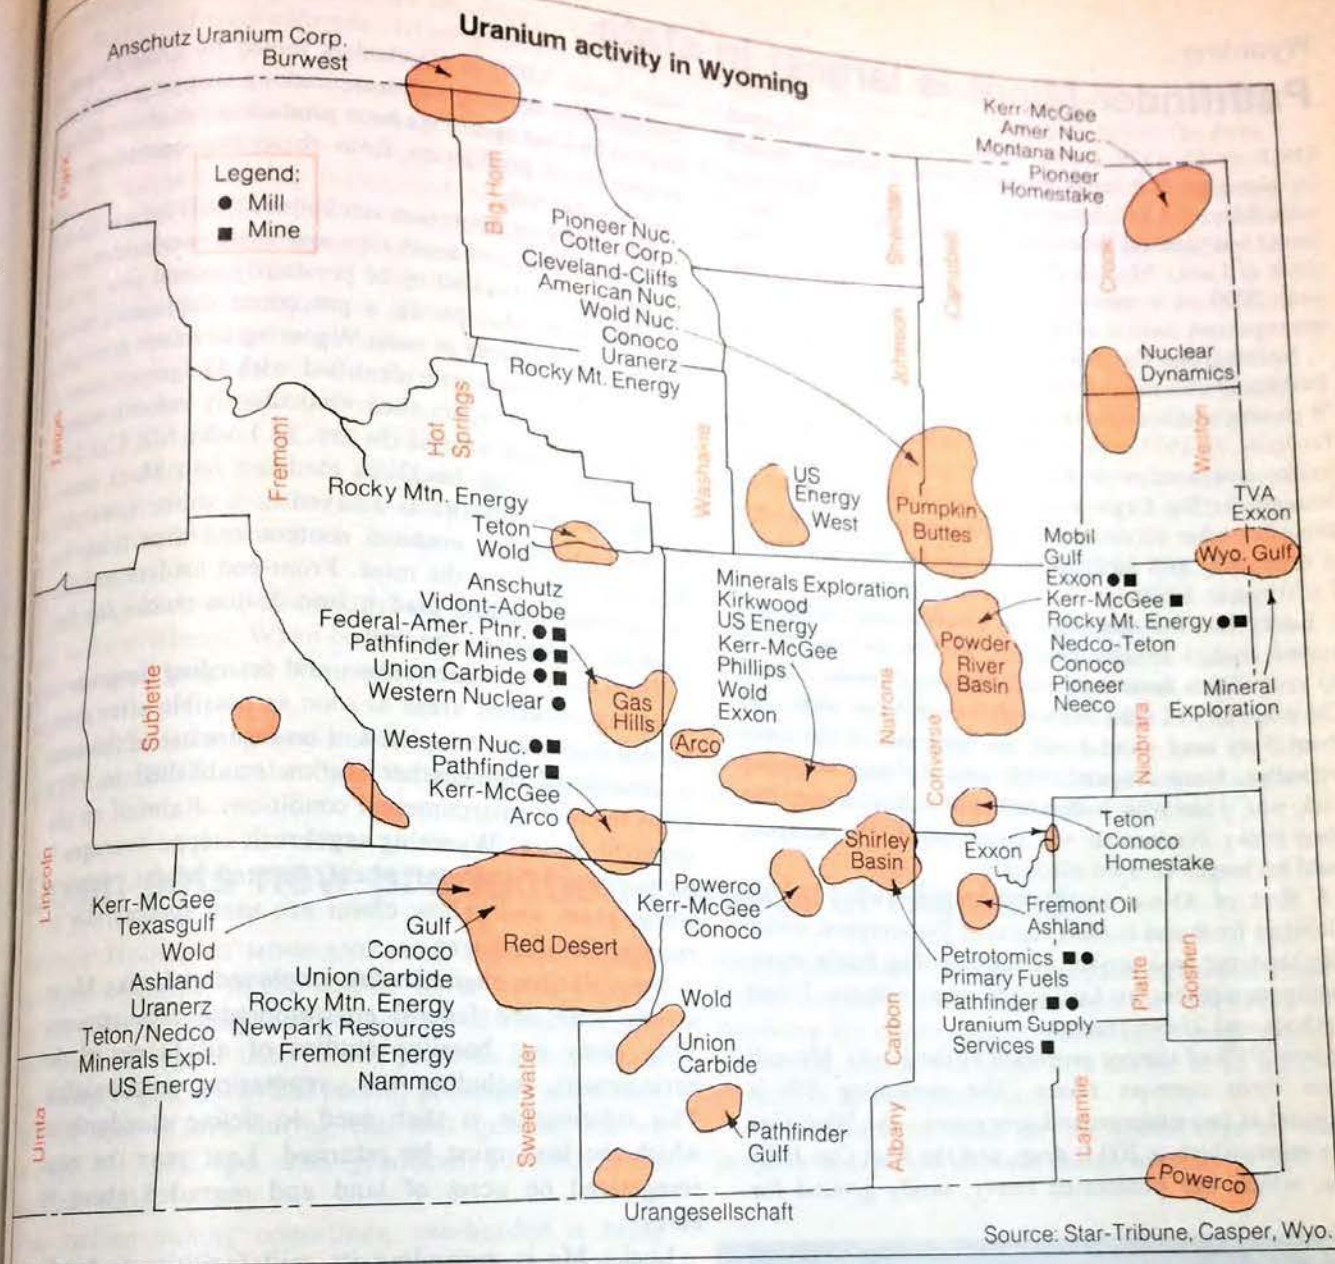 Uranium activity in Wyoming
Anschutz Uranium Corp.
Burwest
Legend:
● Mill
■ Mine
Big Horn
Pioneer Nuc.
Cotter Corp.
Cleveland-Cliffs
American Nuc.
Wold Nuc.
Conoco
Uranerz
Rocky Mt. Energy
Sheridan
Johnson
Campbell
Kerr-McGee
Amer. Nuc.
Montana Nuc.
Pioneer
Homestake
Crook
Nuclear
Dynamics
Weston
Park
Teton
Fremont
Hot
Springs
Washakie
Rocky Mtn. Energy
Teton
Wold
US
Energy
West
Pumpkin
Buttes
TVA
Exxon
Wyo. Gulf
Mineral
Exploration
Mobil
Gulf
Exxon ●■
Kerr-McGee ■
Rocky Mt. Energy ●■
Nedco-Teton
Conoco
Pioneer
Neeco
Powder
River
Basin
Anschutz
Vidont-Adobe
Federal-Amer. Ptnr. ●■
Pathfinder Mines ●■
Union Carbide ●■
Western Nuclear ●
Gas
Hills
Minerals Exploration
Kirkwood
US Energy
Kerr-McGee
Phillips
Wold
Exxon
Arco
Natrona
Converse
Niobrara
Sublette
Western Nuc. ●■
Pathfinder ■
Kerr-McGee
Arco
Shirley
Basin
Exxon
Teton
Conoco
Homestake
Lincoln
Kerr-McGee
Texasgulf
Wold
Ashland
Uranerz
Teton/Nedco
Minerals Expl.
US Energy
Gulf
Conoco
Union Carbide
Rocky Mtn. Energy
Newpark Resources
Fremont Energy
Nammco
Red Desert
Powerco
Kerr-McGee
Conoco
Fremont Oil
Ashland
Petrotomics ■●
Primary Fuels
Pathfinder ■●
Uranium Supply
Services ■
Platte
Goshen
Wold
Union
Carbide
Carbon
Albany
Laramie
Uinta
Sweetwater
Pathfinder
Gulf
Urangesellschaft
Powerco
Source: Star-Tribune, Casper, Wyo.